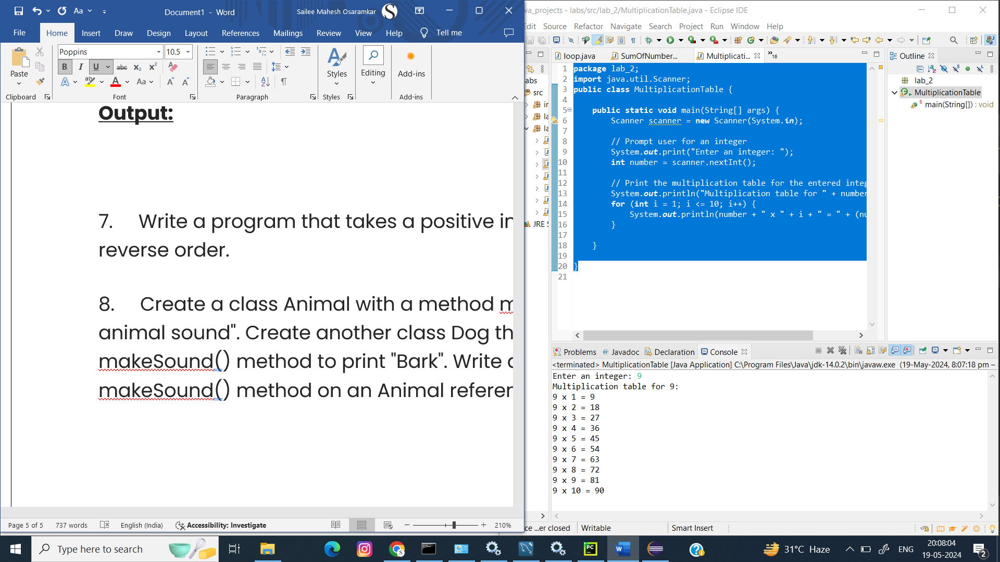 Document1 - Word
Sailee Mahesh Osaramkar
File Home Insert Draw Design Layout References Mailings Review View Help Tell me
Paste
Clipboard
Poppins 10.5
B I U abc x₂ x²
Font
Paragraph
Styles
Styles
Editing
Add-ins
Add-ins
Output:
7. Write a program that takes a positive in
reverse order.
8. Create a class Animal with a method m
animal sound". Create another class Dog th
makeSound() method to print "Bark". Write
makeSound() method on an Animal referer
Page 5 of 5 737 words English (India) Accessibility: Investigate 210%
va_projects - labs/src/lab_2/MultiplicationTable.java - Eclipse IDE
Edit Source Refactor Navigate Search Project Run Window Help
loop.java SumOfNumber... Multiplicati... »16
abs
src
JRE S
1 package lab_2;
2 import java.util.Scanner;
3 public class MultiplicationTable {
4
5 public static void main(String[] args) {
6 Scanner scanner = new Scanner(System.in);
7
8 // Prompt user for an integer
9 System.out.print("Enter an integer: ");
10 int number = scanner.nextInt();
11
12 // Print the multiplication table for the entered integ
13 System.out.println("Multiplication table for " + number
14 for (int i = 1; i <= 10; i++) {
15 System.out.println(number + " x " + i + " = " + (nu
16 }
17
18 }
19
20 }
21
Outline
lab_2
MultiplicationTable
main(String[]) : void
Problems @ Javadoc Declaration Console
<terminated> MultiplicationTable [Java Application] C:\Program Files\Java\jdk-14.0.2\bin\javaw.exe (19-May-2024, 8:07:18 pm –
Enter an integer: 9
Multiplication table for 9:
9 x 1 = 9
9 x 2 = 18
9 x 3 = 27
9 x 4 = 36
9 x 5 = 45
9 x 6 = 54
9 x 7 = 63
9 x 8 = 72
9 x 9 = 81
9 x 10 = 90
ce ...er closed Writable Smart Insert
Type here to search
31°C Haze
ENG
20:08:04
19-05-2024
2